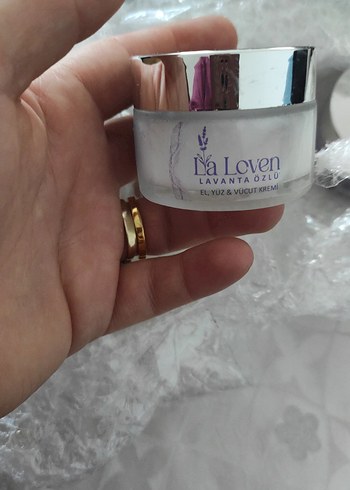 La Loven
LAVANTA ÖZLÜ
EL, YÜZ & VÜCUT KREMİ